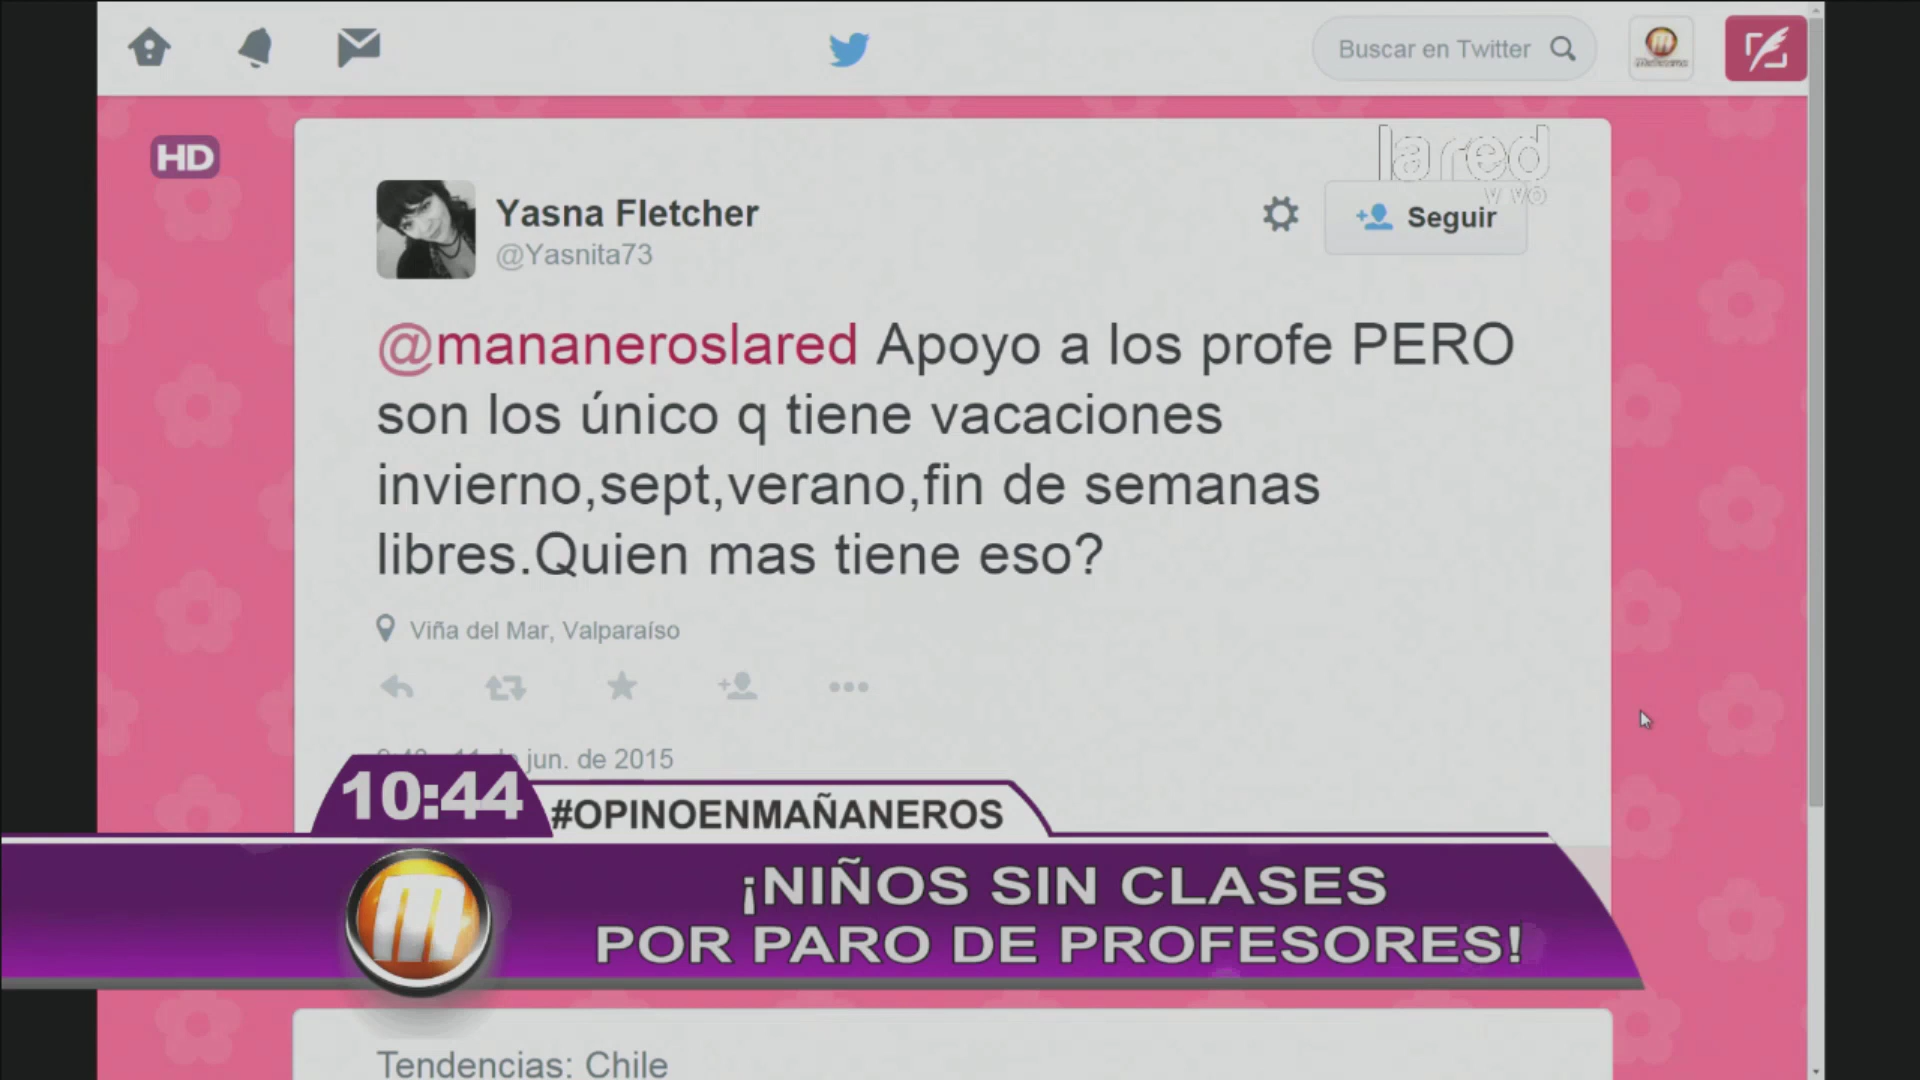 Buscar en Twitter
HD
lared
Yasna Fletcher
@Yasnita73
Seguir
@mananeroslared Apoyo a los profe PERO
son los único q tiene vacaciones
invierno,sept,verano,fin de semanas
libres.Quien mas tiene eso?
Viña del Mar, Valparaíso
jun. de 2015
10:44
#OPINOENMAÑANEROS
¡NIÑOS SIN CLASES
POR PARO DE PROFESORES!
Tendencias: Chile